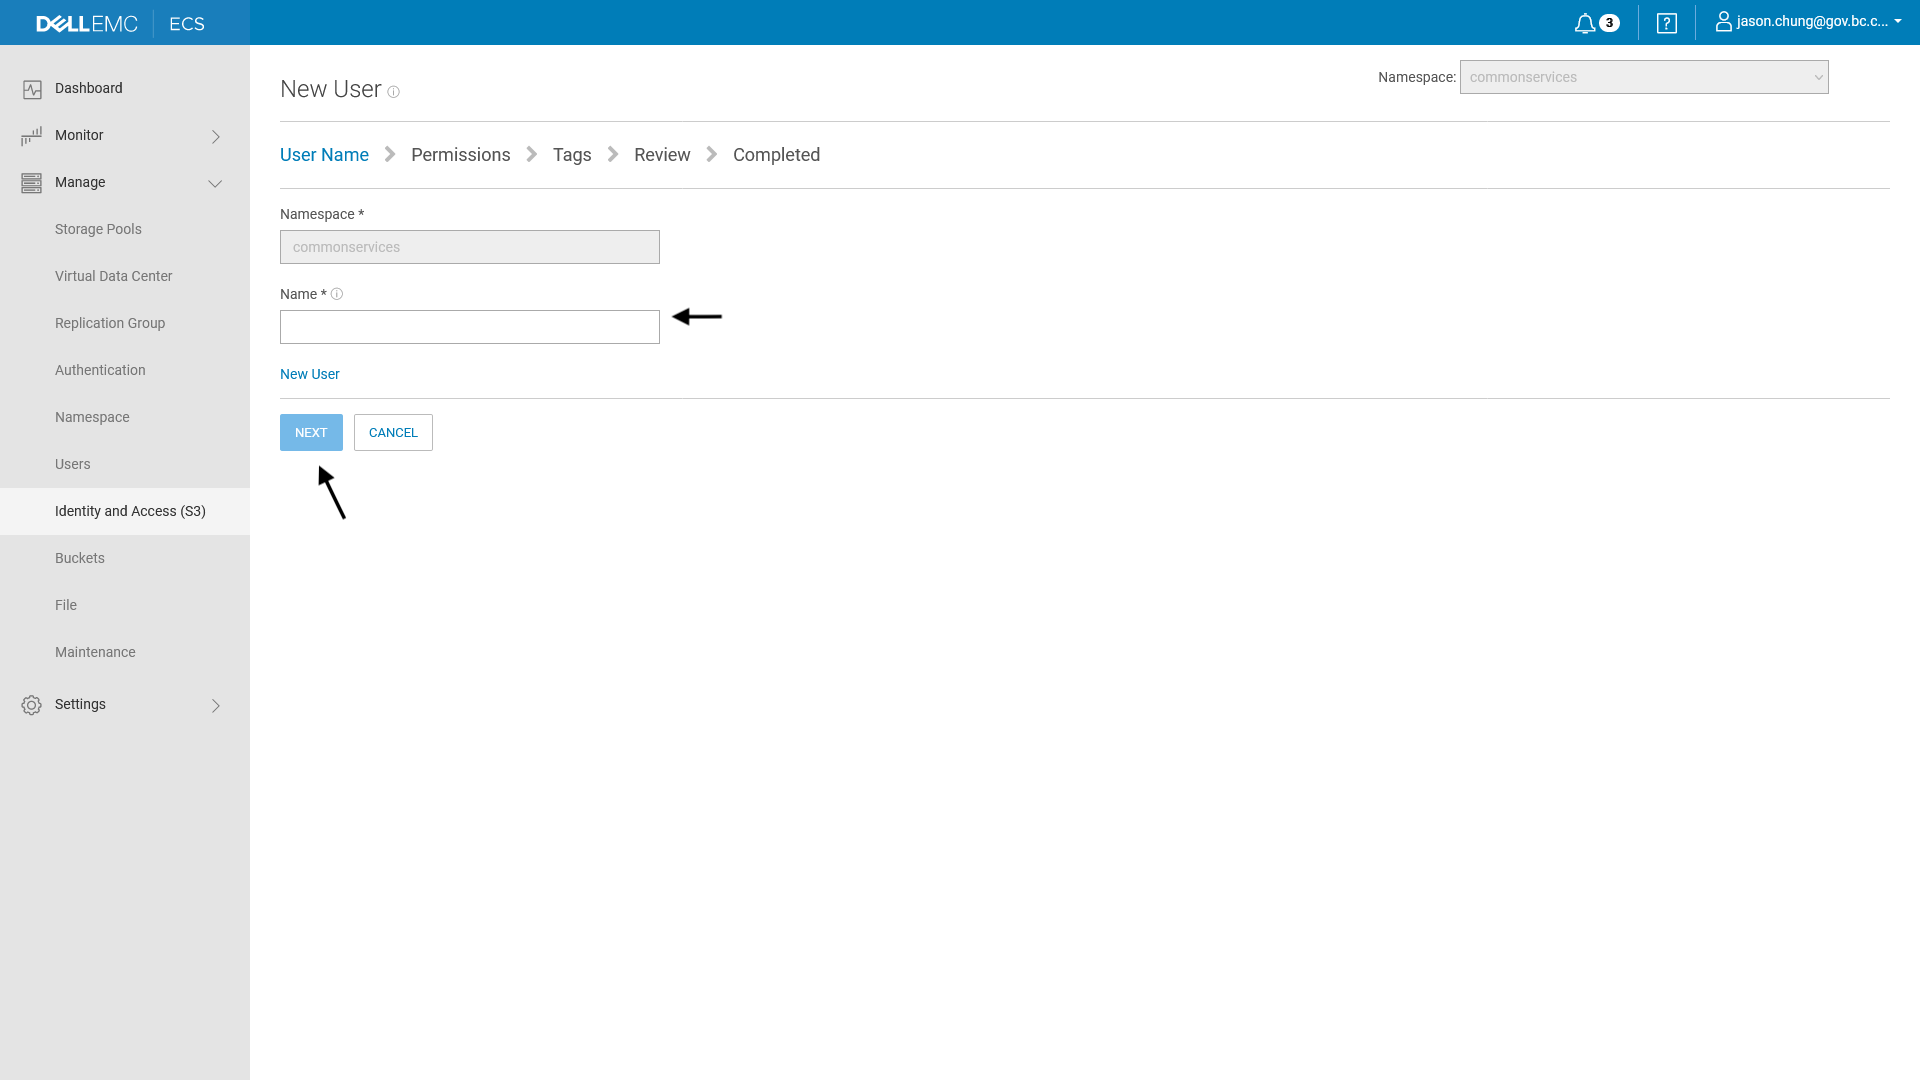 DELLEMC ECS
3
?
jason.chung@gov.bc.c...
Dashboard
Monitor
Manage
Storage Pools
Virtual Data Center
Replication Group
Authentication
Namespace
Users
Identity and Access (S3)
Buckets
File
Maintenance
Settings
New User
Namespace: commonservices
User Name Permissions Tags Review Completed
Namespace *
commonservices
Name *
New User
NEXT CANCEL